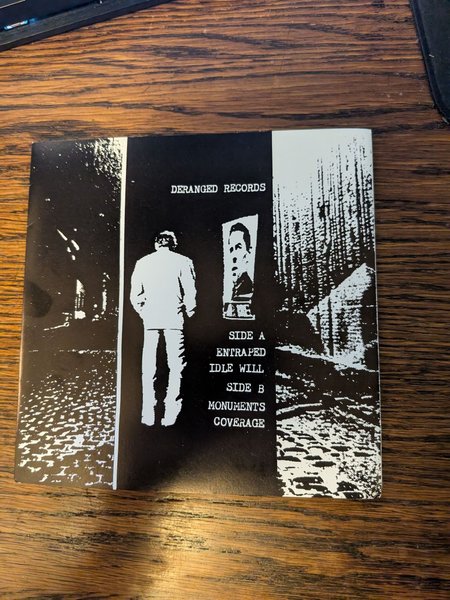 DERANGED RECORDS
SIDE A
ENTRAPED
IDLE WILL
SIDE B
MONUMENTS
COVERAGE